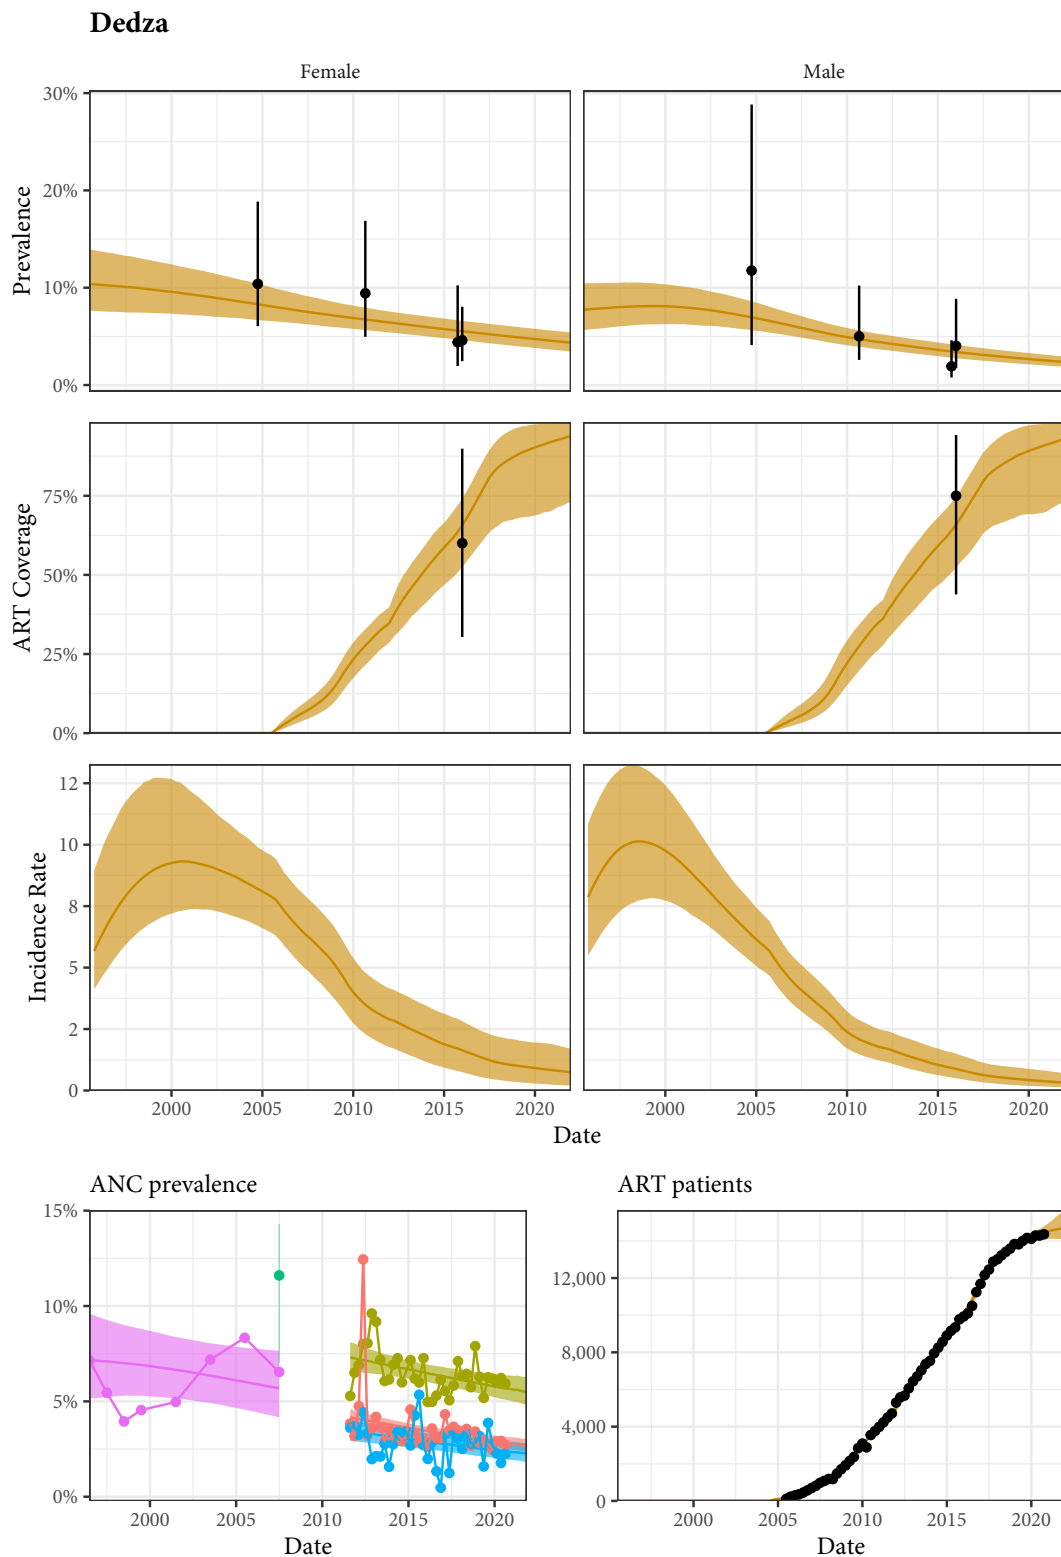 Dedza
Female
Male
Prevalence
30%
20%
10%
0%
ART Coverage
75%
50%
25%
0%
Incidence Rate
12
10
8
5
2
0
2000 2005 2010 2015 2020
2000 2005 2010 2015 2020
Date
ANC prevalence
15%
10%
5%
0%
2000 2005 2010 2015 2020
Date
ART patients
12,000
8,000
4,000
0
2000 2005 2010 2015 2020
Date